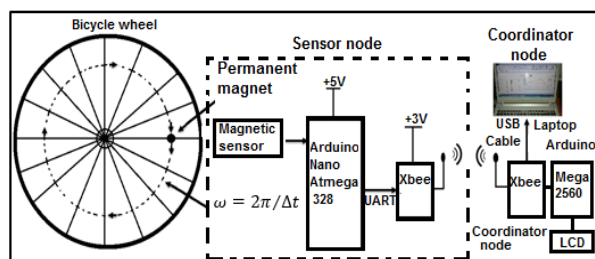 Bicycle wheel
Permanent
magnet
ω = 2π/Δt
Sensor node
Magnetic
sensor
+5V
Arduino
Nano
Atmega
328
UART
+3V
Xbee
Coordinator
node
USB
Cable
Laptop
Arduino
Xbee
Mega
2560
Coordinator
node
LCD